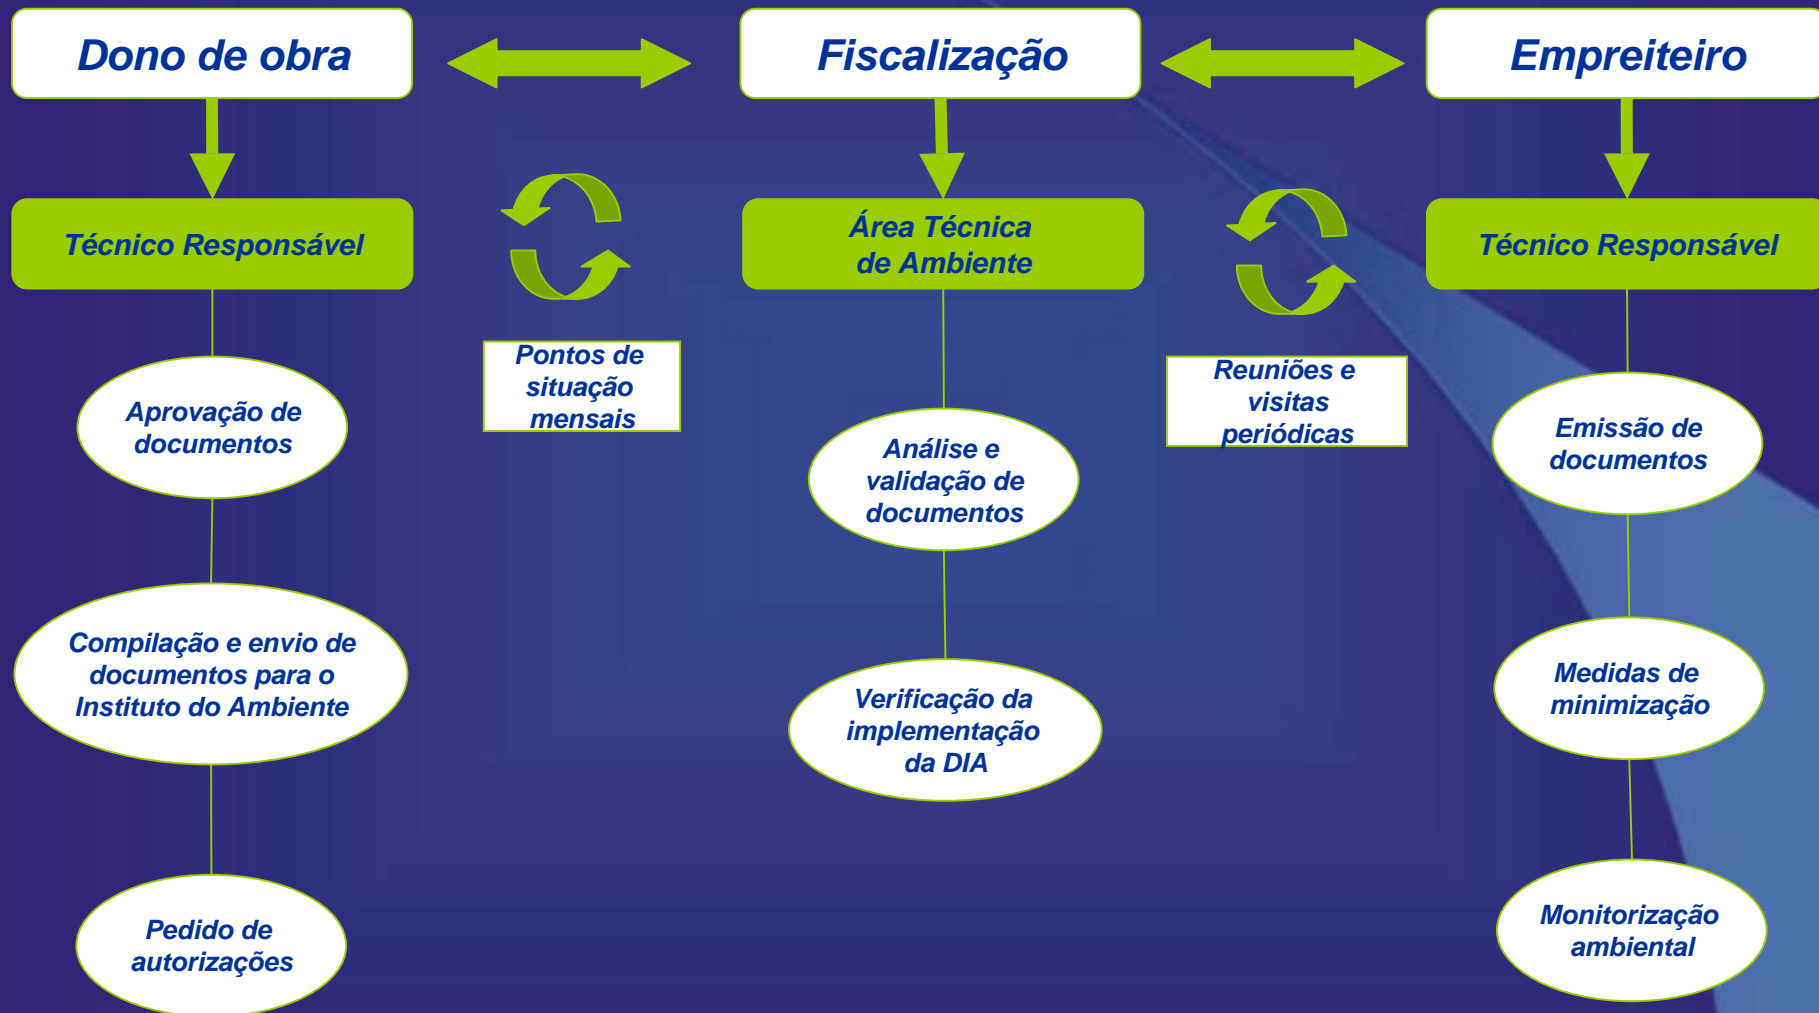 Dono de obra
Fiscalização
Empreiteiro
Técnico Responsável
Área Técnica
de Ambiente
Técnico Responsável
Pontos de
situação
mensais
Reuniões e
visitas
periódicas
Aprovação de
documentos
Análise e
validação de
documentos
Emissão de
documentos
Compilação e envio de
documentos para o
Instituto do Ambiente
Verificação da
implementação
da DIA
Medidas de
minimização
Pedido de
autorizações
Monitorização
ambiental